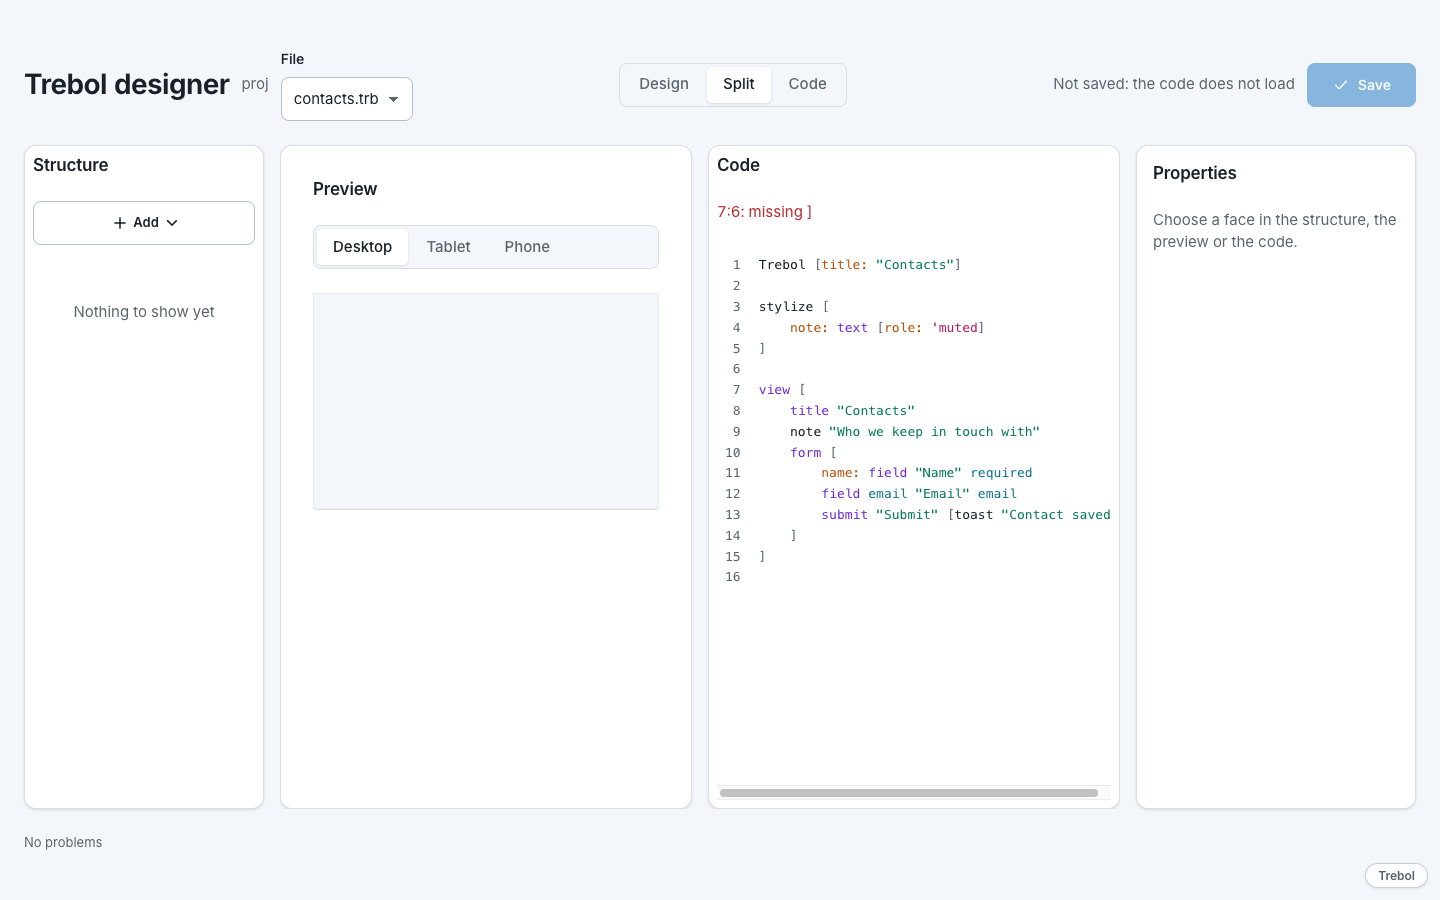 File
Trebol designer proj contacts.trb Design Split Code Not saved: the code does not load Save
Structure
Add
Nothing to show yet
Preview
Desktop Tablet Phone
Code
7:6: missing ]
1 Trebol [title: "Contacts"]
2
3 stylize [
4     note: text [role: 'muted]
5 ]
6
7 view [
8     title "Contacts"
9     note "Who we keep in touch with"
10     form [
11         name: field "Name" required
12         field email "Email" email
13         submit "Submit" [toast "Contact saved
14     ]
15 ]
16
Properties
Choose a face in the structure, the
preview or the code.
No problems
Trebol